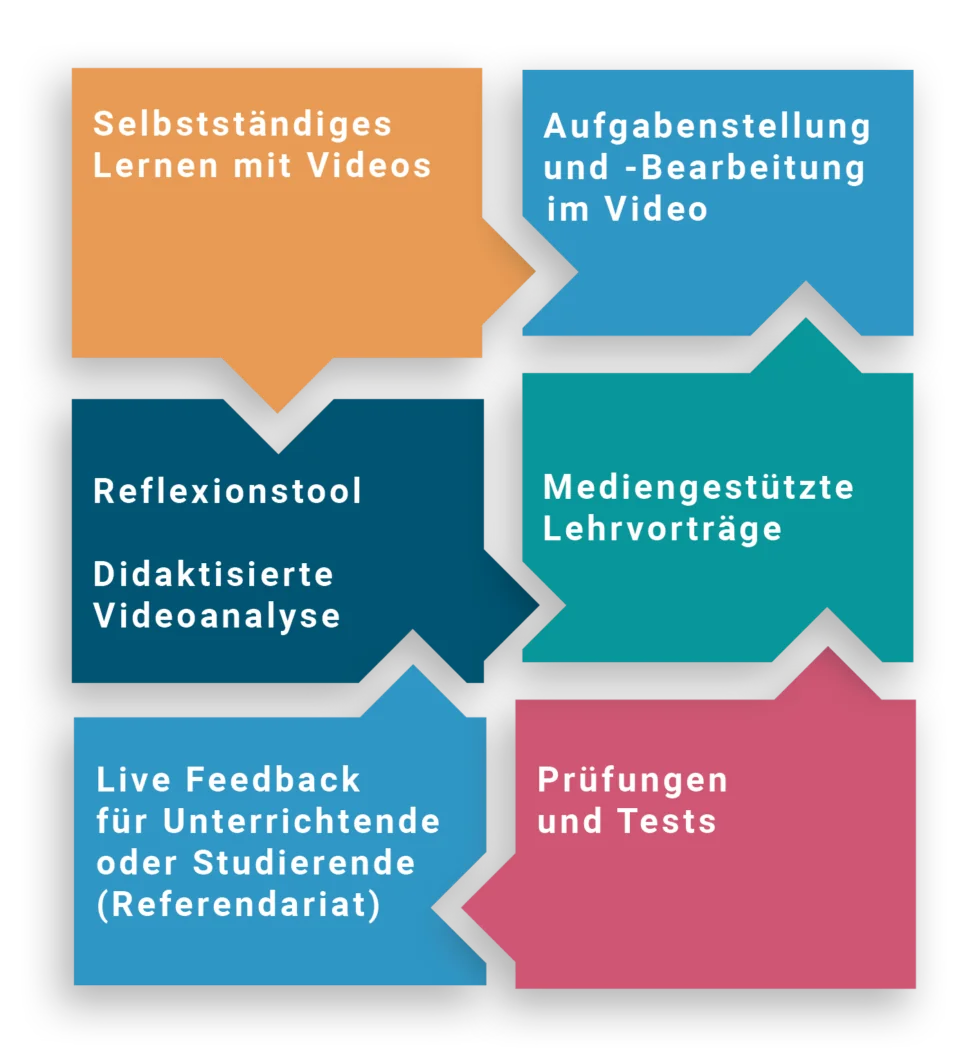 Selbstständiges
Lernen mit Videos
Aufgabenstellung
und -Bearbeitung
im Video
Reflexionstool
Didaktisierte
Videoanalyse
Mediengestützte
Lehrvorträge
Live Feedback
für Unterrichtende
oder Studierende
(Referendariat)
Prüfungen
und Tests